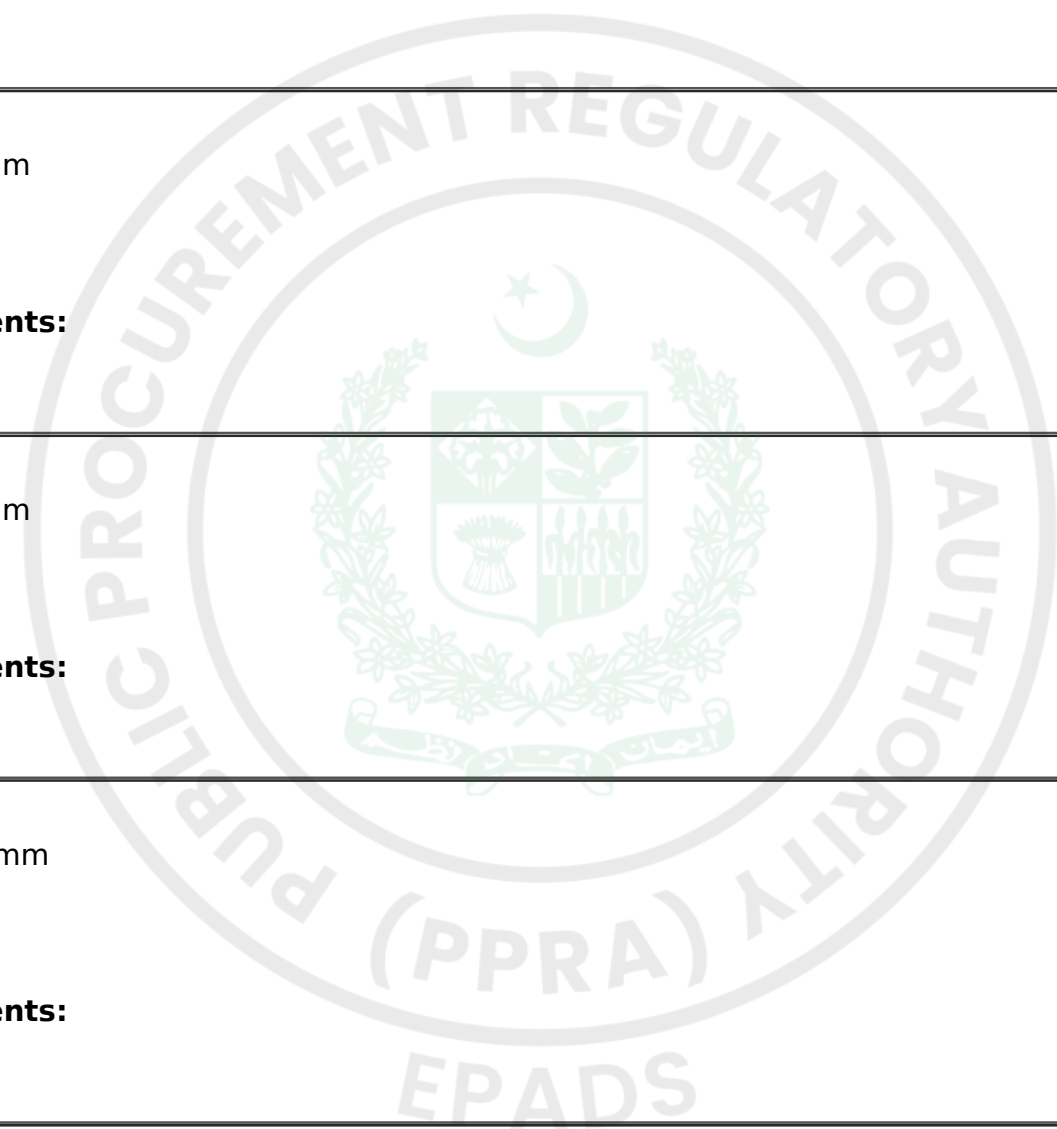 PUBLIC PROCUREMENT REGULATORY AUTHORITY
m
ents:
m
ents:
mm
ents:
(PPRA)
EPADS